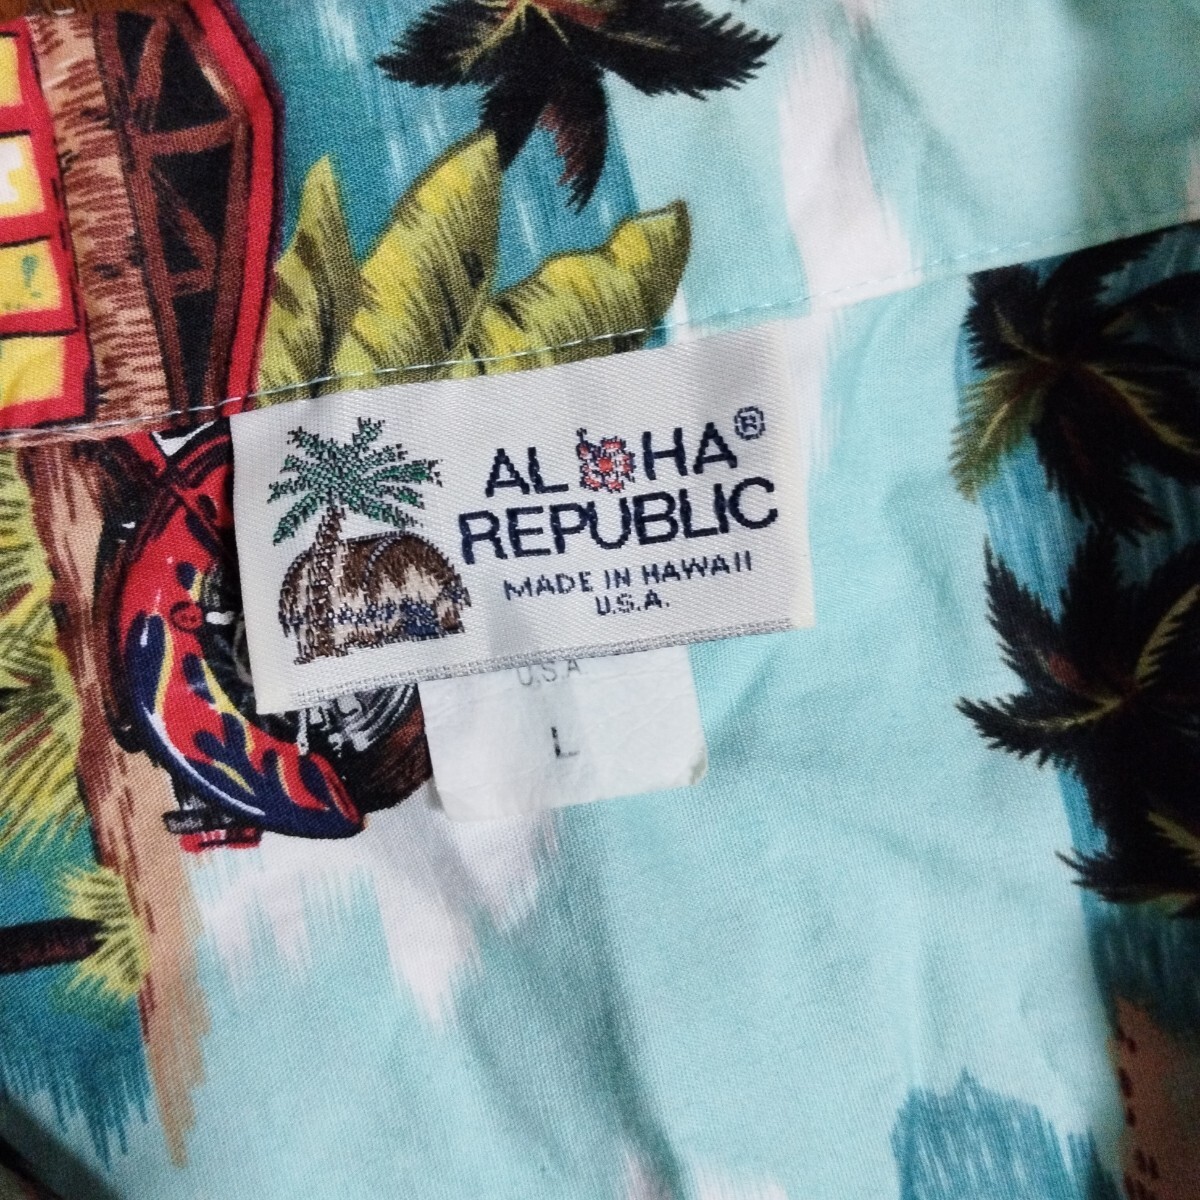 ALOHA®
REPUBLIC
MADE IN HAWAII
U.S.A.
U.S.A
L